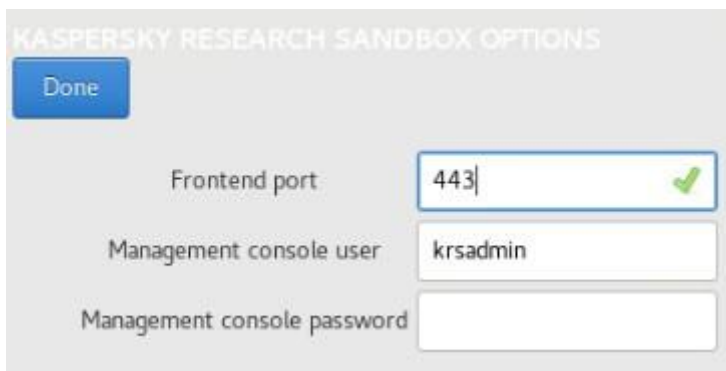 KASPERSKY RESEARCH SANDBOX OPTIONS
Done
Frontend port 443
Management console user krsadmin
Management console password